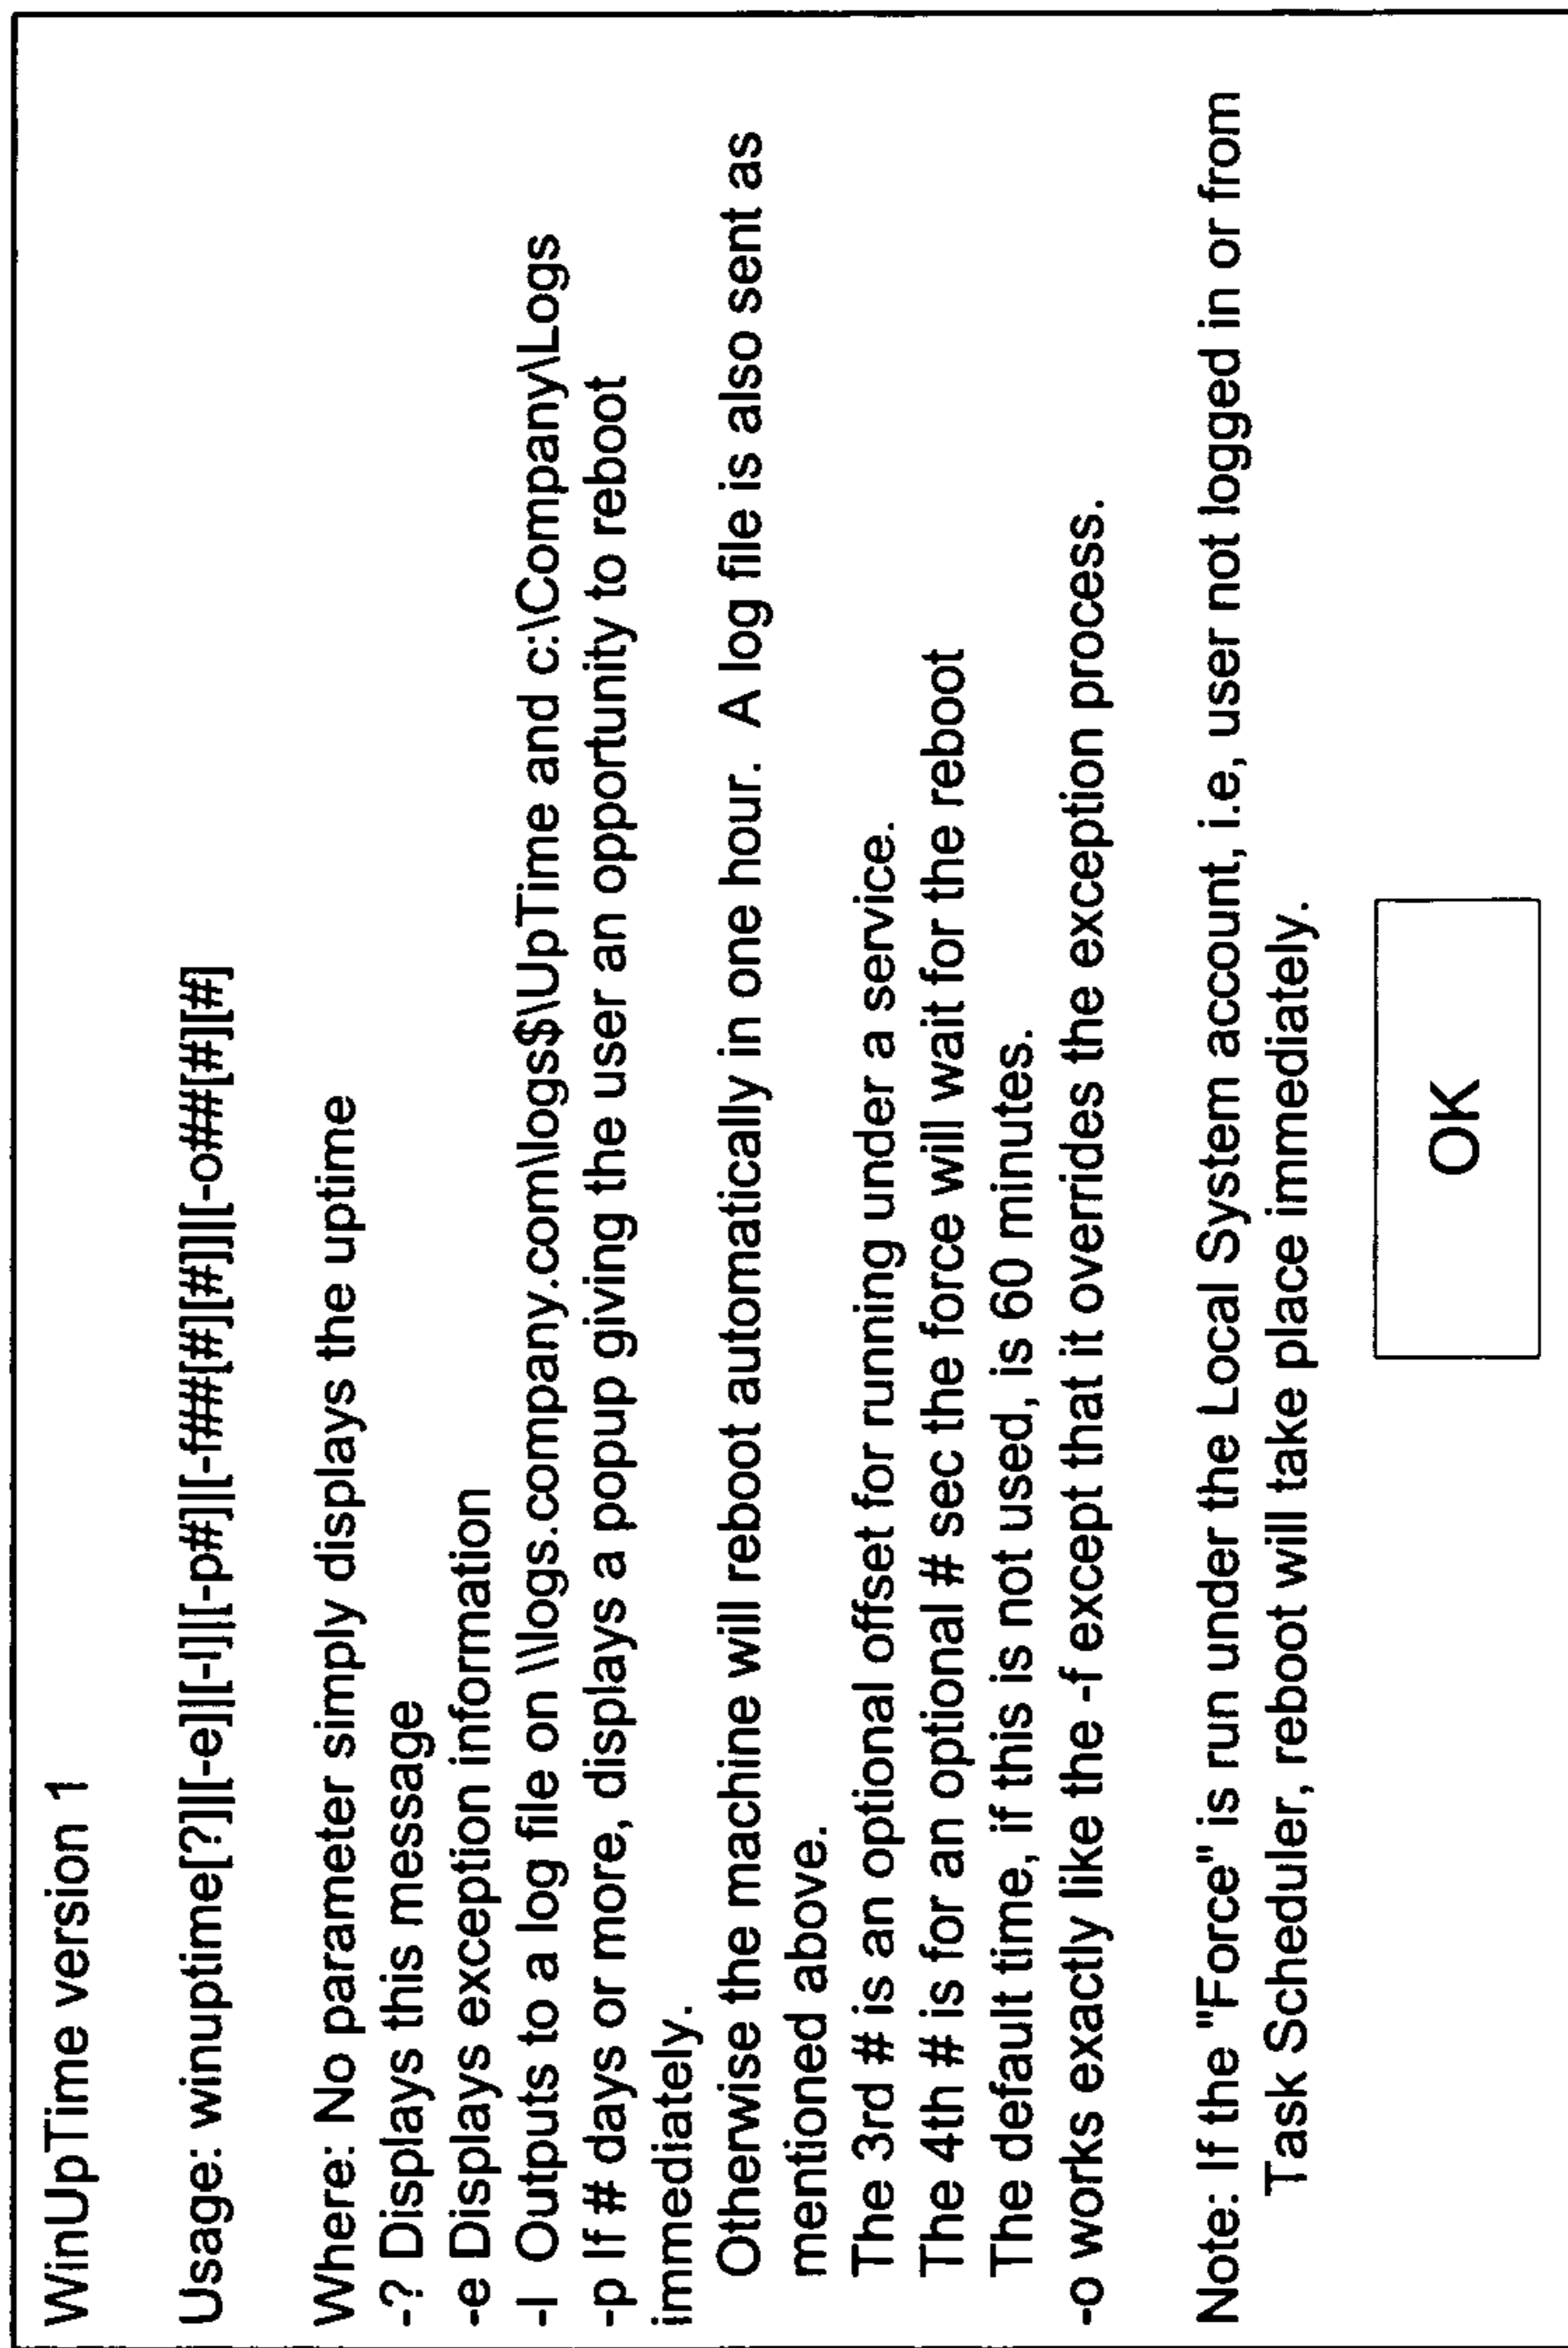 WinUpTime version 1
Usage: winuptime[?]|[-e]|[-l]|[-p#]|[-f##[#][#]]|[-o##[#][#]
Where: No parameter simply displays the uptime
-? Displays this message
-e Displays exception information
-l Outputs to a log file on \\logs.company.com\logs$\UpTime and c:\Company\Logs
-p If # days or more, displays a popup giving the user an opportunity to reboot
immediately.
Otherwise the machine will reboot automatically in one hour. A log file is also sent as
mentioned above.
The 3rd # is an optional offset for running under a service.
The 4th # is for an optional # sec the force will wait for the reboot
The default time, if this is not used, is 60 minutes.
-o works exactly like the -f except that it overrides the exception process.
Note: If the "Force" is run under the Local System account, i.e, user not logged in or from
Task Scheduler, reboot will take place immediately.
OK